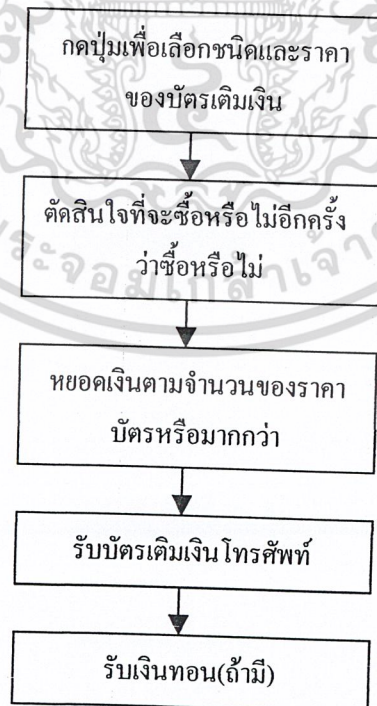 กดปุ่มเพื่อเลือกชนิดและราคา
ของบัตรเติมเงิน
ตัดสินใจที่จะซื้อหรือไม่อีกครั้ง
ว่าซื้อหรือไม่
หยอดเงินตามจำนวนของราคา
บัตรหรือมากกว่า
รับบัตรเติมเงินโทรศัพท์
รับเงินทอน(ถ้ามี)